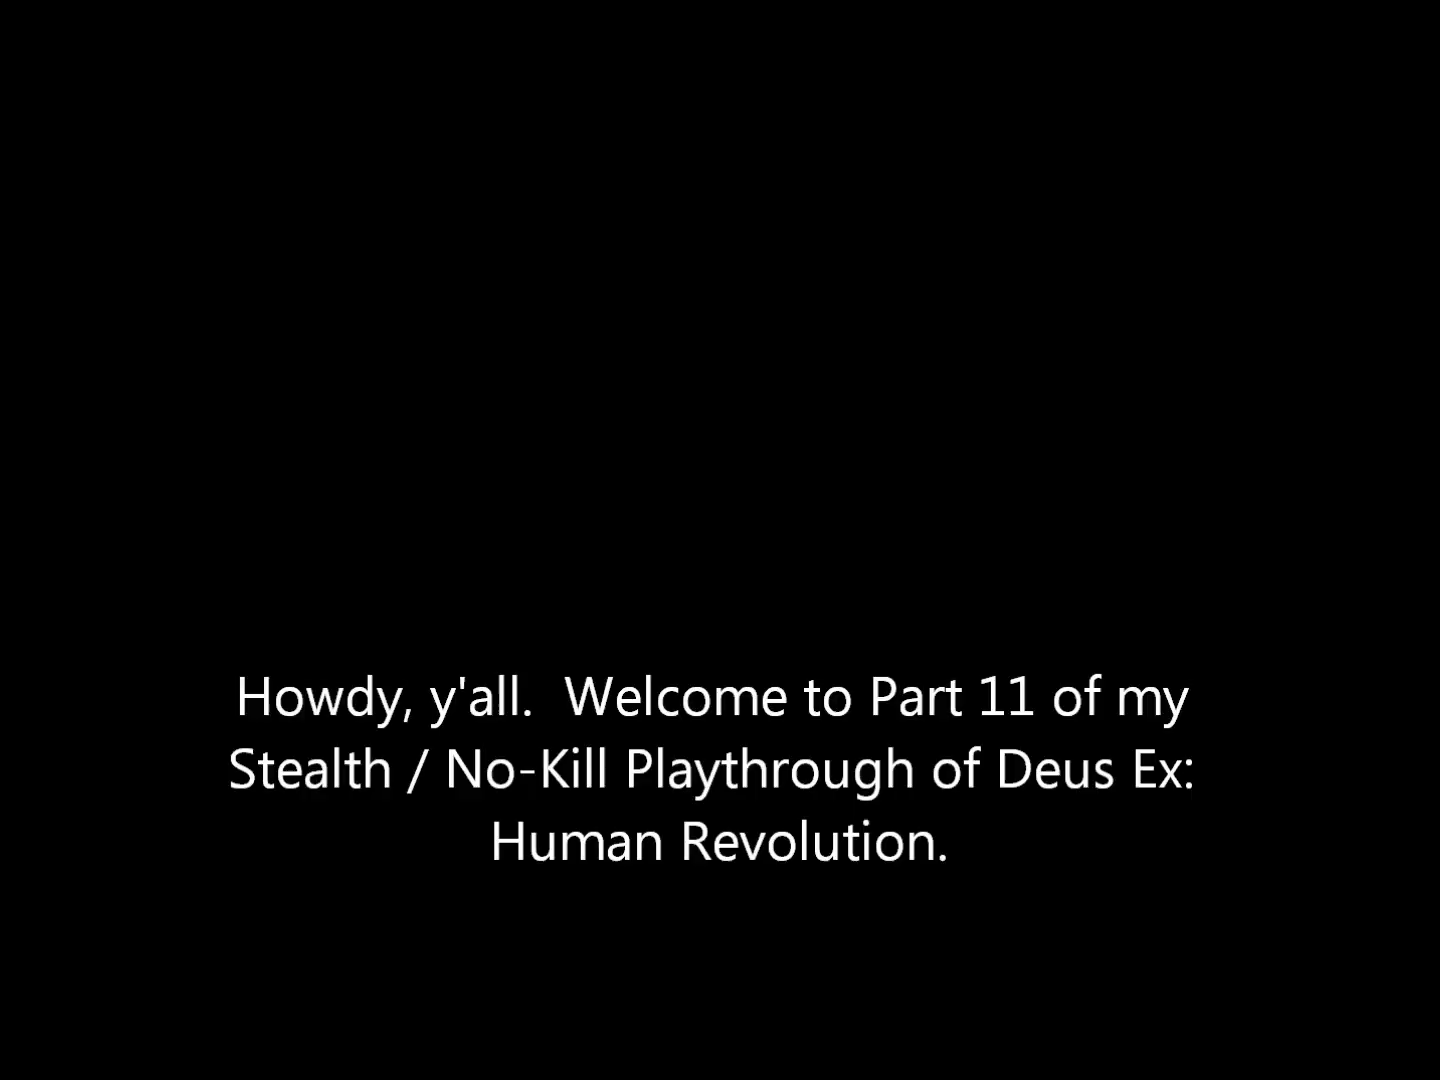 Howdy, y'all.  Welcome to Part 11 of my
Stealth / No-Kill Playthrough of Deus Ex:
Human Revolution.